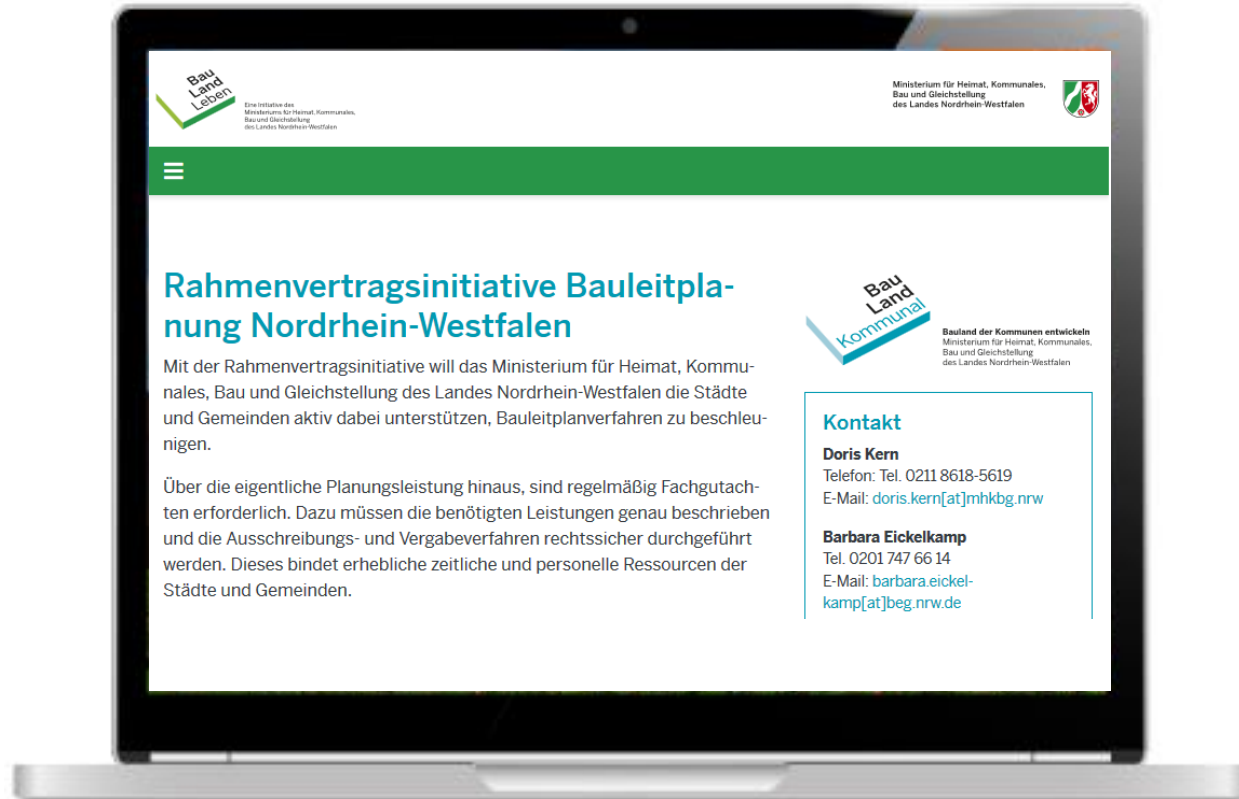 Bau
Land
Leben
Eine Initiative des
Ministeriums für Heimat, Kommunales,
Bau und Gleichstellung
des Landes Nordrhein-Westfalen
Ministerium für Heimat, Kommunales,
Bau und Gleichstellung
des Landes Nordrhein-Westfalen
Rahmenvertragsinitiative Bauleitpla-
nung Nordrhein-Westfalen
Mit der Rahmenvertragsinitiative will das Ministerium für Heimat, Kommu-
nales, Bau und Gleichstellung des Landes Nordrhein-Westfalen die Städte
und Gemeinden aktiv dabei unterstützen, Bauleitplanverfahren zu beschleu-
nigen.
Über die eigentliche Planungsleistung hinaus, sind regelmäßig Fachgutach-
ten erforderlich. Dazu müssen die benötigten Leistungen genau beschrieben
und die Ausschreibungs- und Vergabeverfahren rechtssicher durchgeführt
werden. Dieses bindet erhebliche zeitliche und personelle Ressourcen der
Städte und Gemeinden.
Bau
Land
Kommunal
Bauland der Kommunen entwickeln
Ministerium für Heimat, Kommunales,
Bau und Gleichstellung
des Landes Nordrhein-Westfalen
Kontakt
Doris Kern
Telefon: Tel. 0211 8618-5619
E-Mail: doris.kern[at]mhkbg.nrw
Barbara Eickelkamp
Tel. 0201 747 66 14
E-Mail: barbara.eickel-
kamp[at]beg.nrw.de